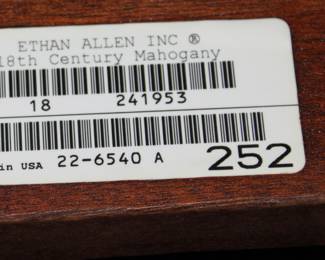 ETHAN ALLEN INC ®
18th Century Mahogany
18 241953
in USA 22-6540 A 252